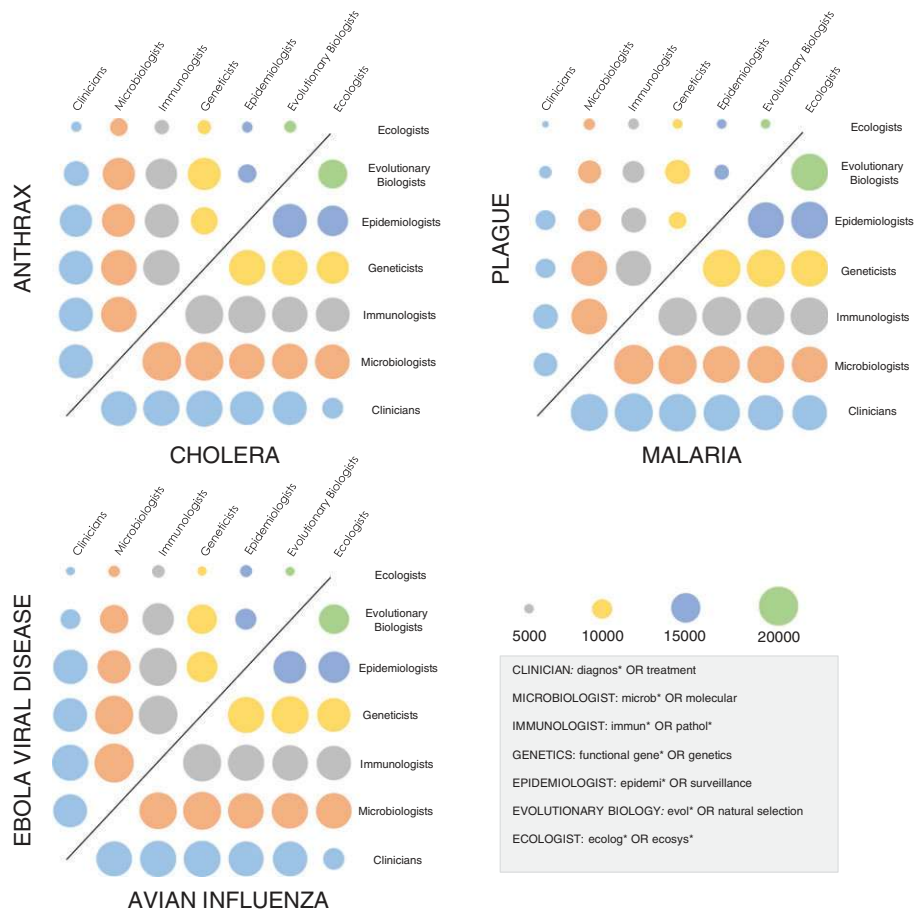 Clinicians
Microbiologists
Immunologists
Geneticists
Epidemiologists
Evolutionary Biologists
Ecologists
Ecologists
Evolutionary
Biologists
Epidemiologists
Geneticists
Immunologists
Microbiologists
Clinicians
ANTHRAX
CHOLERA
Clinicians
Microbiologists
Immunologists
Geneticists
Epidemiologists
Evolutionary Biologists
Ecologists
Ecologists
Evolutionary
Biologists
Epidemiologists
Geneticists
Immunologists
Microbiologists
Clinicians
PLAGUE
MALARIA
Clinicians
Microbiologists
Immunologists
Geneticists
Epidemiologists
Evolutionary Biologists
Ecologists
Ecologists
Evolutionary
Biologists
Epidemiologists
Geneticists
Immunologists
Microbiologists
Clinicians
EBOLA VIRAL DISEASE
AVIAN INFLUENZA
5000 10000 15000 20000
CLINICIAN: diagnos* OR treatment
MICROBIOLOGIST: microb* OR molecular
IMMUNOLOGIST: immun* OR pathol*
GENETICS: functional gene* OR genetics
EPIDEMIOLOGIST: epidemi* OR surveillance
EVOLUTIONARY BIOLOGY: evol* OR natural selection
ECOLOGIST: ecolog* OR ecosys*